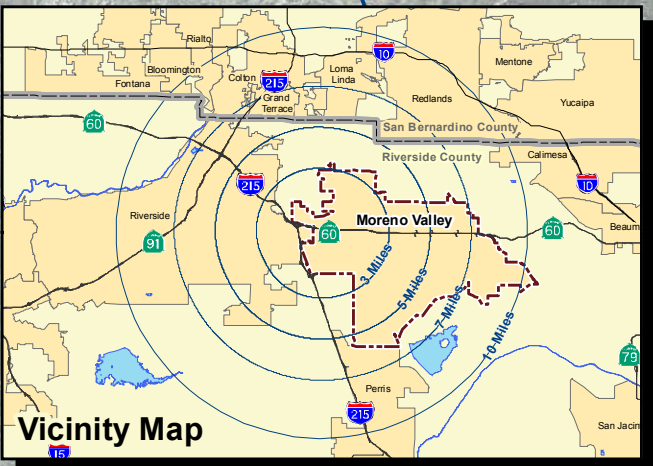 Rialto
10
Mentone
Bloomington
Loma
Linda
Colton
215
Fontana
Grand
Terrace
Redlands
Yucaipa
60
San Bernardino County
Riverside County
Calimesa
215
10
Riverside
Moreno Valley
60
60
Beaum
91
3 Miles
5 Miles
7 Miles
10 Miles
79
Perris
215
San Jacin
Vicinity Map
15